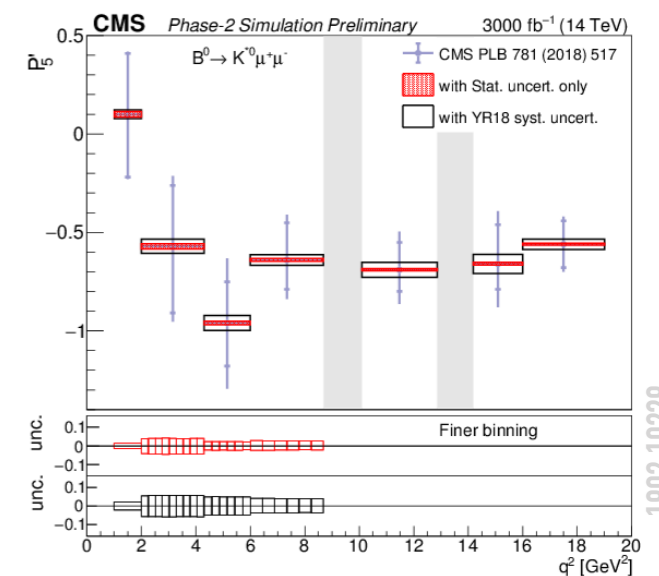 CMS Phase-2 Simulation Preliminary 3000 fb⁻¹ (14 TeV)
P₅′
B⁰→ K*⁰μ⁺μ⁻
CMS PLB 781 (2018) 517
with Stat. uncert. only
with YR18 syst. uncert.
0.5
0
−0.5
−1
unc.
0.1
0
−0.1
Finer binning
unc.
0.1
0
−0.1
0 2 4 6 8 10 12 14 16 18 20
q² [GeV²]
1902.10229